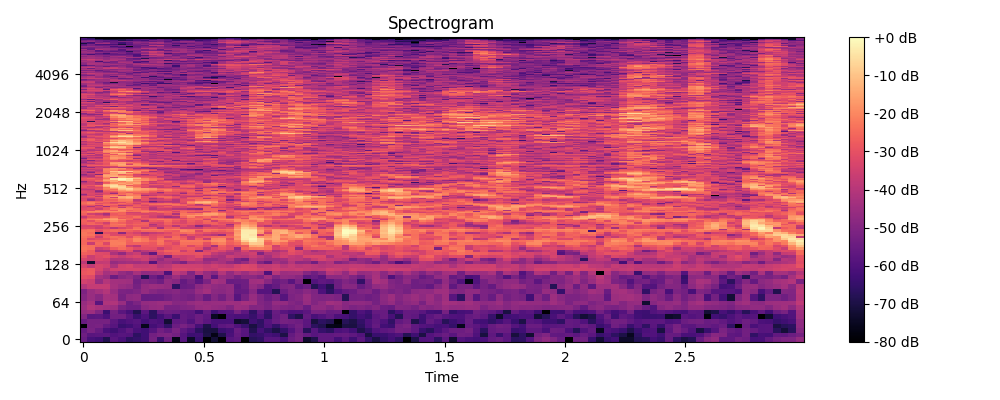 Spectrogram
Hz
4096
2048
1024
512
256
128
64
0
0
0.5
1
1.5
2
2.5
Time
+0 dB
-10 dB
-20 dB
-30 dB
-40 dB
-50 dB
-60 dB
-70 dB
-80 dB